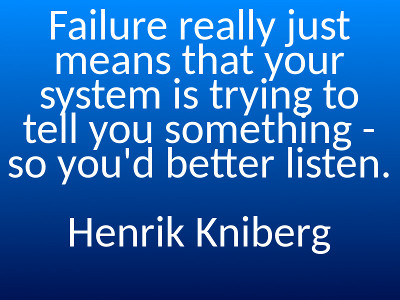 Failure really just
means that your
system is trying to
tell you something -
so you'd better listen.
Henrik Kniberg